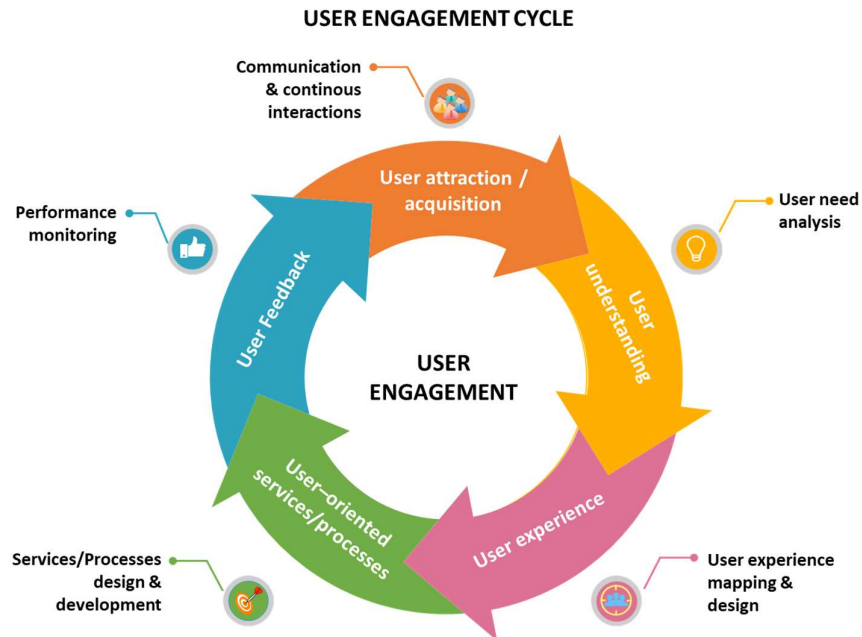 USER ENGAGEMENT CYCLE
Communication
& continous
interactions
User attraction /
acquisition
User need
analysis
User
understanding
User experience
mapping &
design
User experience
Services/Processes
design &
development
User–oriented
services/processes
Performance
monitoring
User Feedback
USER
ENGAGEMENT